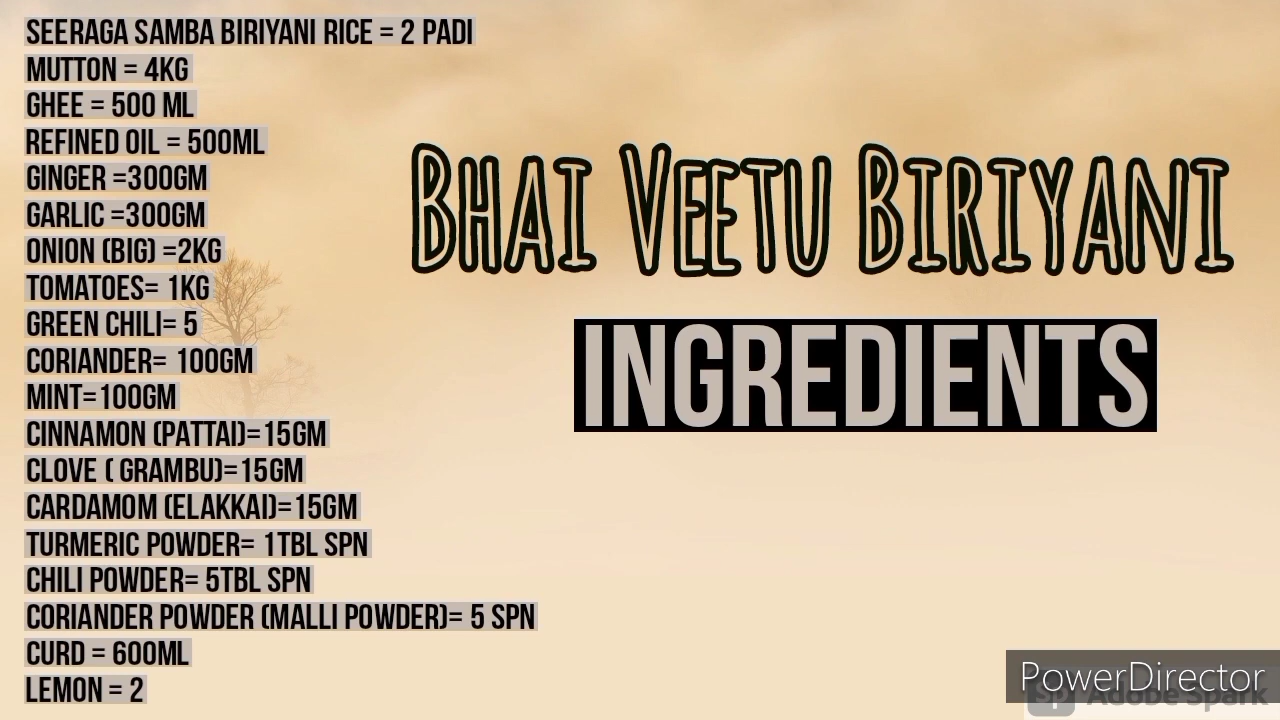 SEERAGA SAMBA BIRIYANI RICE = 2 PADI
MUTTON = 4KG
GHEE = 500 ML
REFINED OIL = 500ML
GINGER =300GM
GARLIC =300GM
ONION (BIG) =2KG
TOMATOES= 1KG
GREEN CHILI= 5
CORIANDER= 100GM
MINT=100GM
CINNAMON (PATTAI)=15GM
CLOVE ( GRAMBU)=15GM
CARDAMOM (ELAKKAI)=15GM
TURMERIC POWDER= 1TBL SPN
CHILI POWDER= 5TBL SPN
CORIANDER POWDER (MALLI POWDER)= 5 SPN
CURD = 600ML
LEMON = 2
BHAI VEETU BIRIYANI
INGREDIENTS
PowerDirector
Sp Adobe Spark